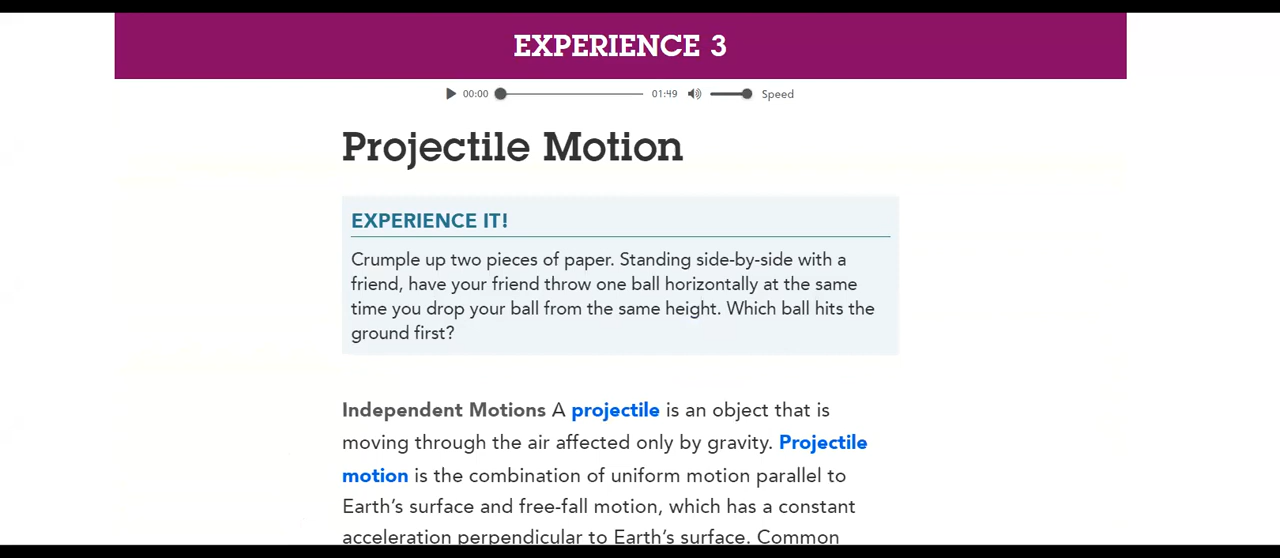 EXPERIENCE 3
00:00 01:49 Speed
Projectile Motion
EXPERIENCE IT!
Crumple up two pieces of paper. Standing side-by-side with a
friend, have your friend throw one ball horizontally at the same
time you drop your ball from the same height. Which ball hits the
ground first?
Independent Motions A projectile is an object that is
moving through the air affected only by gravity. Projectile
motion is the combination of uniform motion parallel to
Earth’s surface and free-fall motion, which has a constant
acceleration perpendicular to Earth’s surface. Common